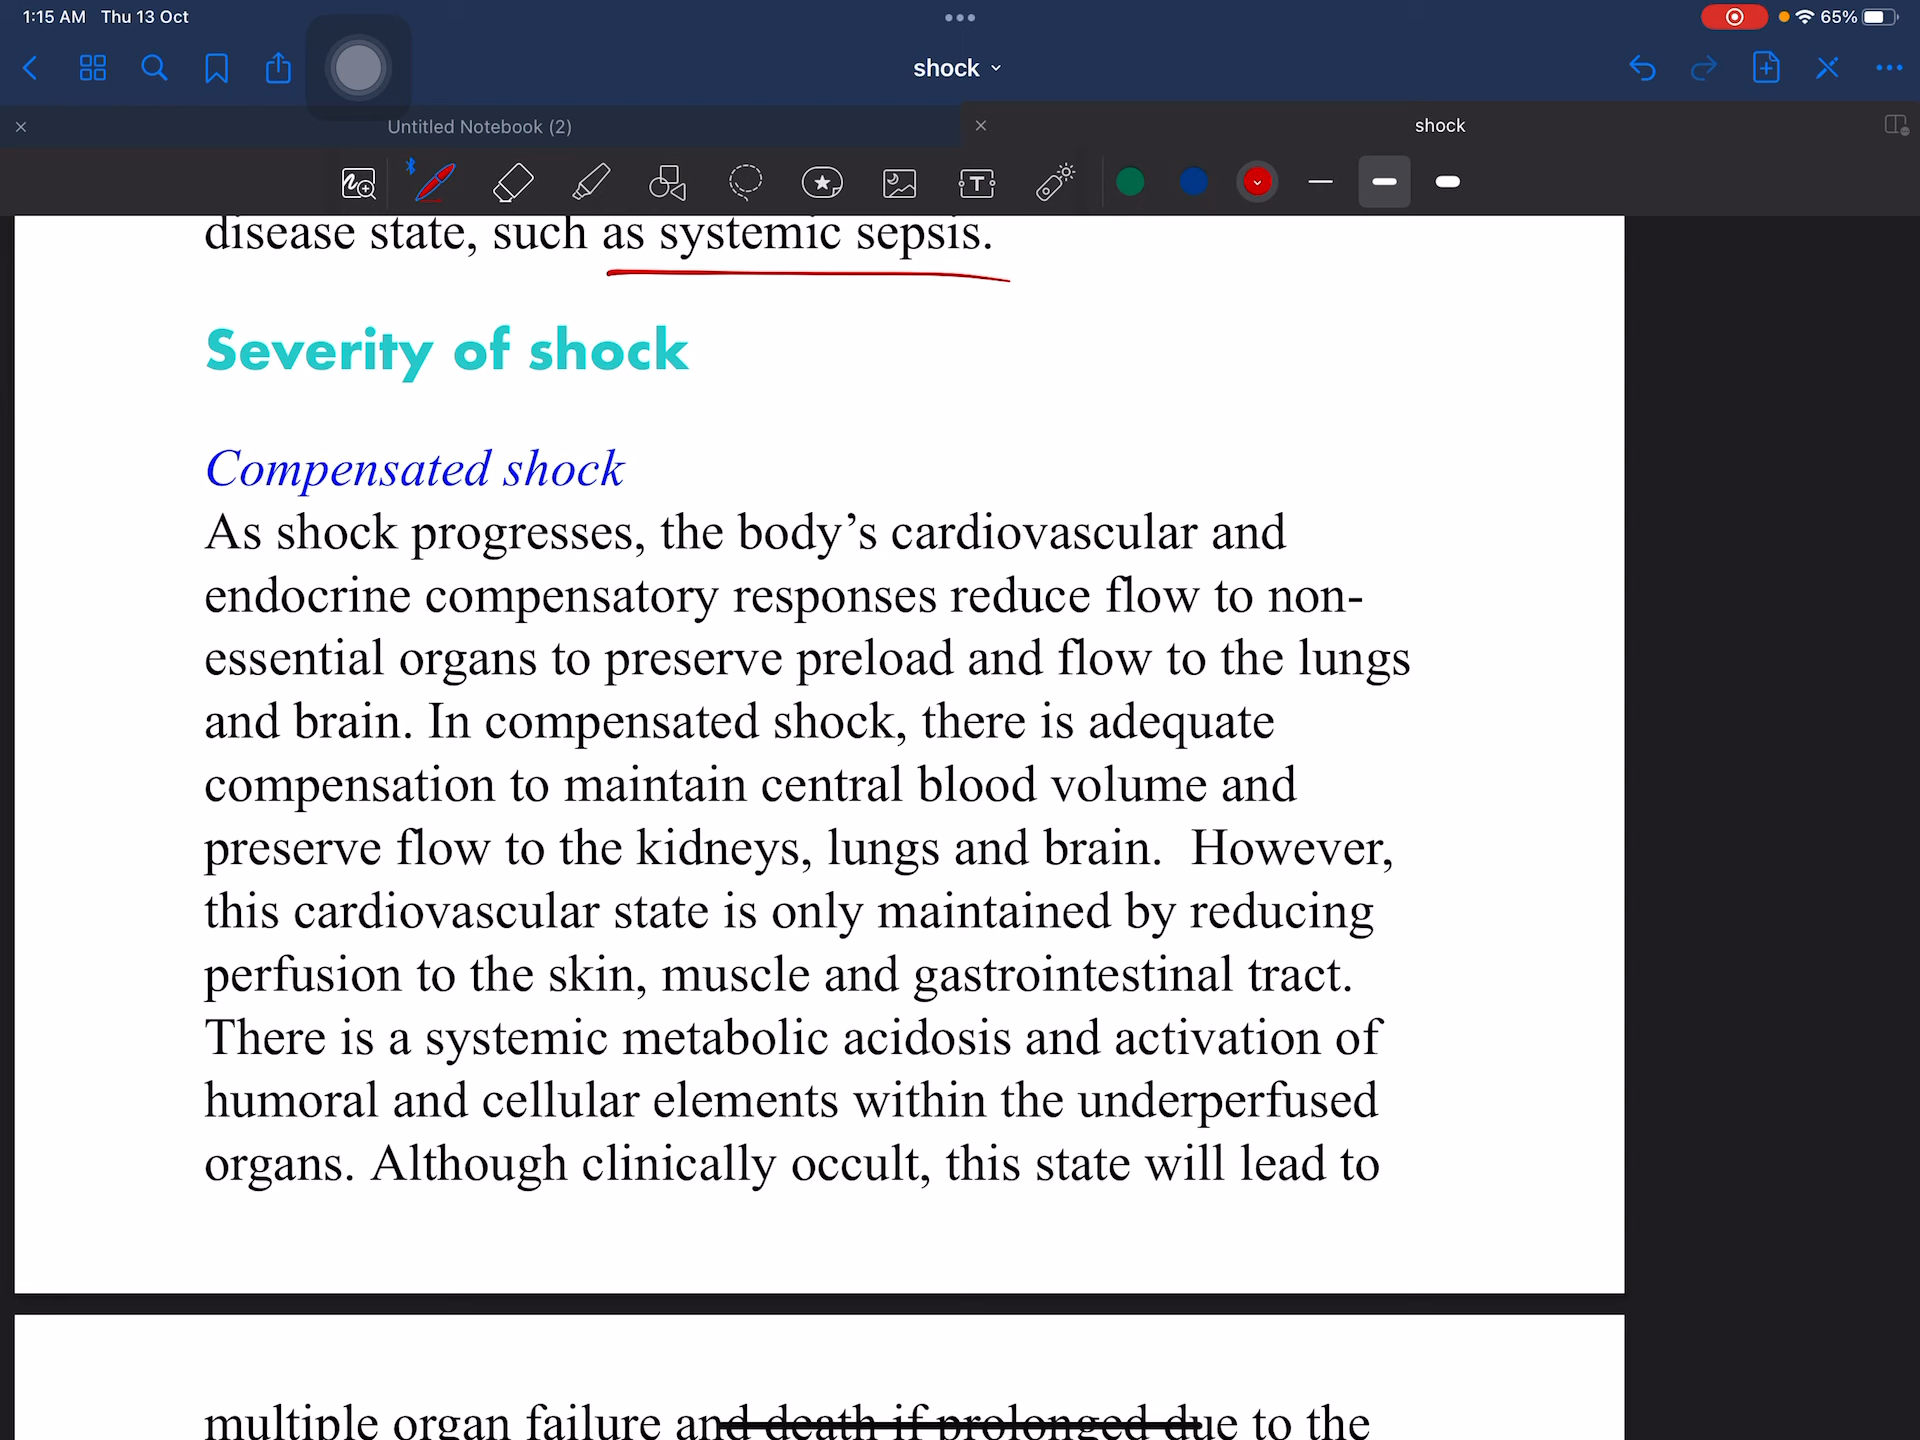 1:15 AM Thu 13 Oct
65%
shock
Untitled Notebook (2)
shock
T
disease state, such as systemic sepsis.
Severity of shock
Compensated shock
As shock progresses, the body’s cardiovascular and
endocrine compensatory responses reduce flow to non-
essential organs to preserve preload and flow to the lungs
and brain. In compensated shock, there is adequate
compensation to maintain central blood volume and
preserve flow to the kidneys, lungs and brain.  However,
this cardiovascular state is only maintained by reducing
perfusion to the skin, muscle and gastrointestinal tract.
There is a systemic metabolic acidosis and activation of
humoral and cellular elements within the underperfused
organs. Although clinically occult, this state will lead to
multiple organ failure and death if prolonged due to the